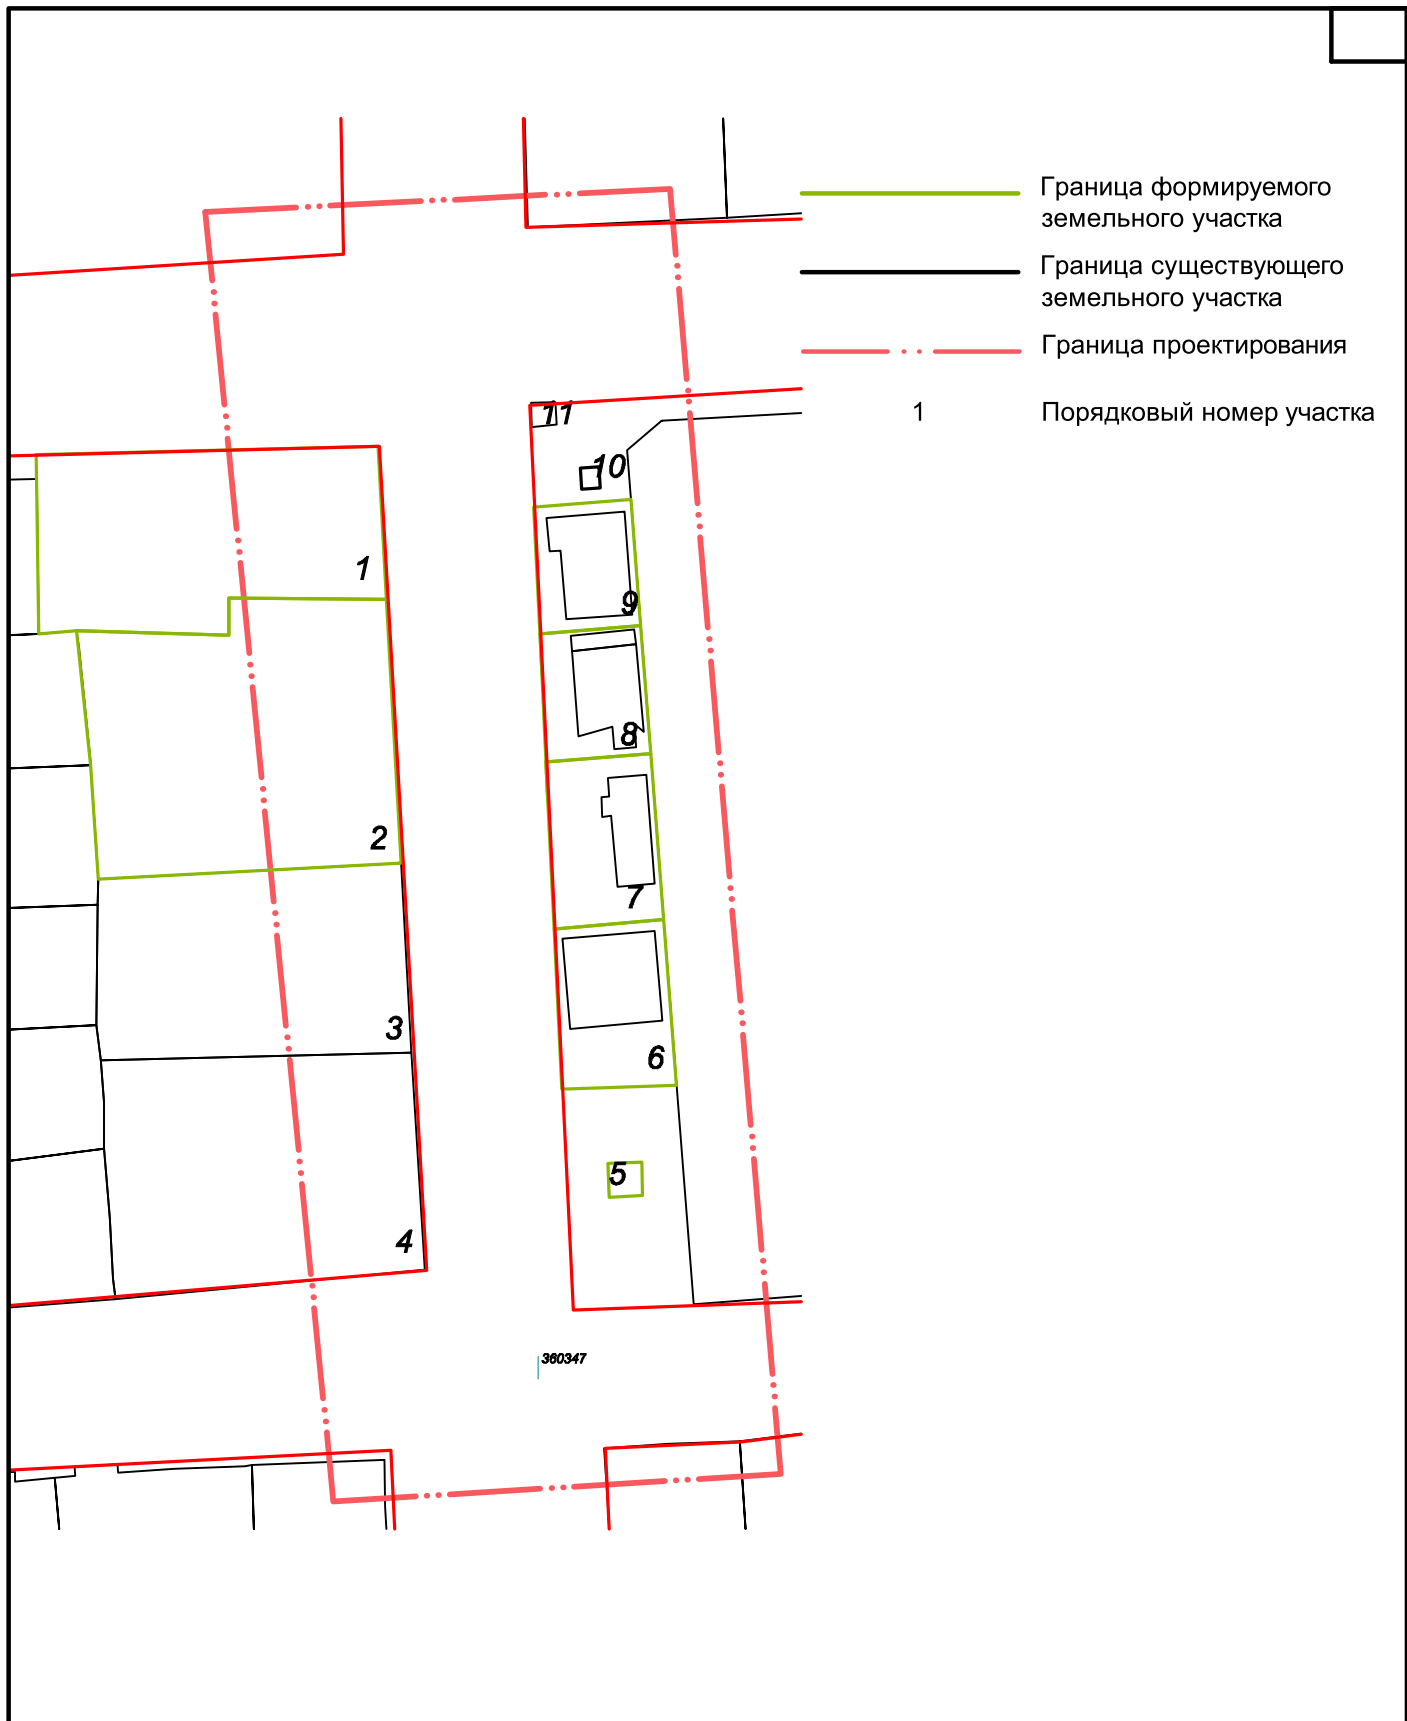 Граница формируемого
земельного участка
Граница существующего
земельного участка
Граница проектирования
1 Порядковый номер участка
11
10
1
9
8
2
7
3
6
5
4
360347